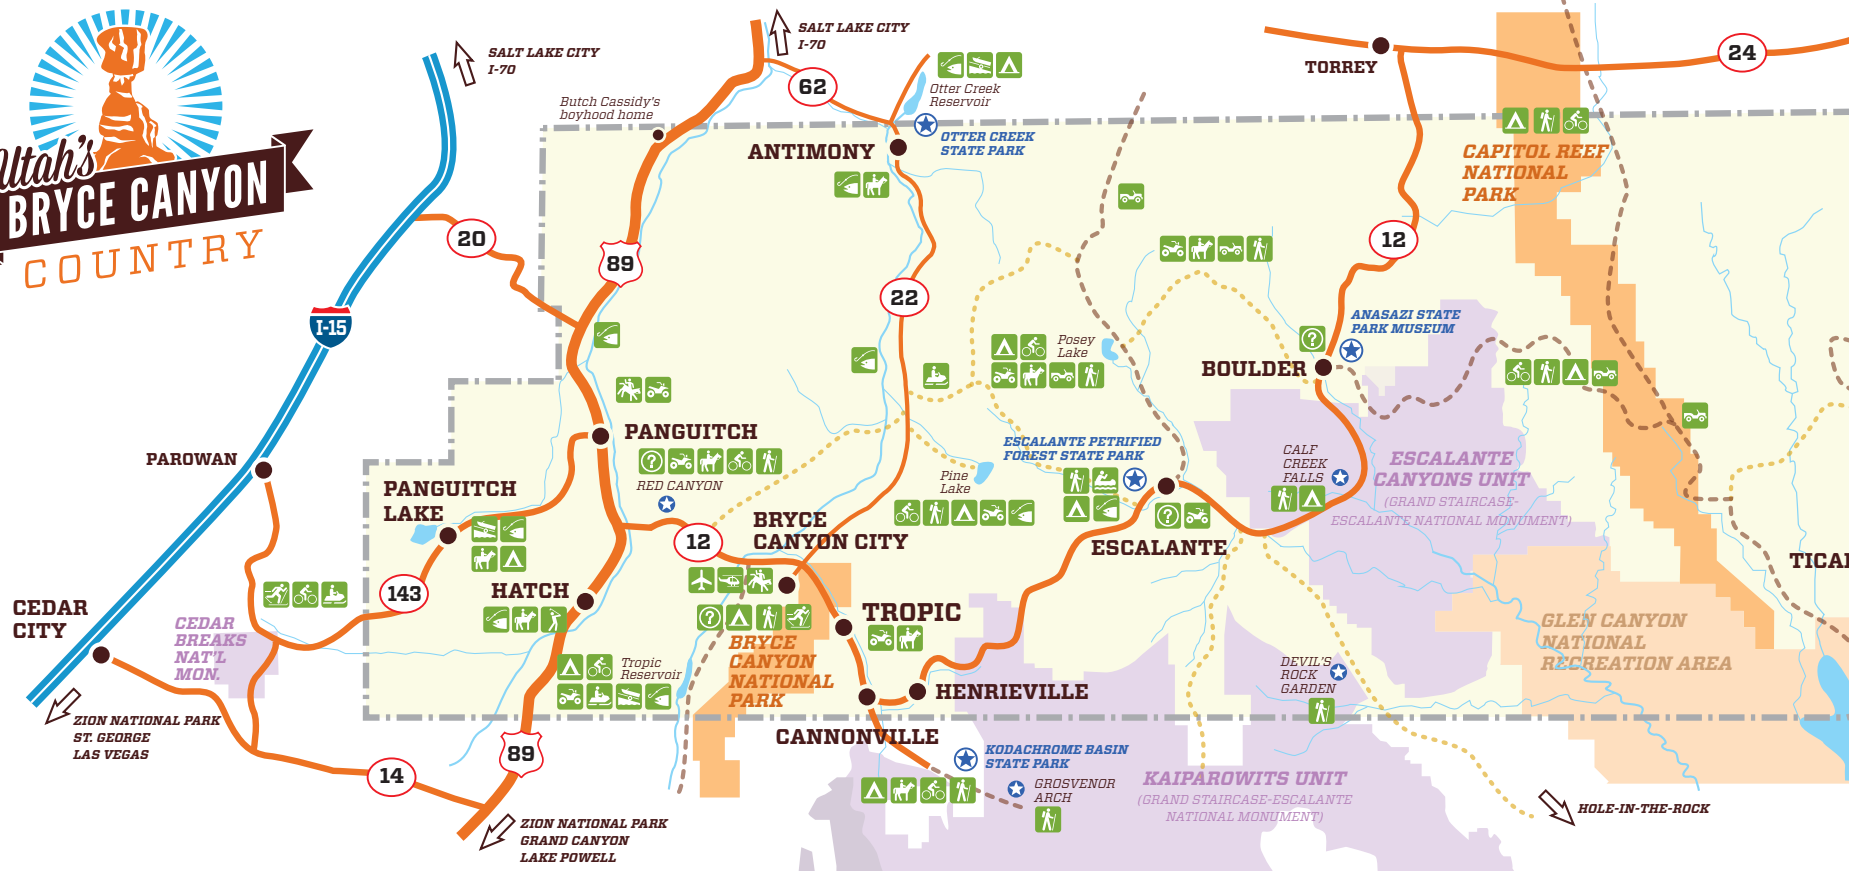 Utah's
BRYCE CANYON
COUNTRY
SALT LAKE CITY
I-70
SALT LAKE CITY
I-70
62
Otter Creek
Reservoir
OTTER CREEK
STATE PARK
Butch Cassidy's
boyhood home
ANTIMONY
TORREY
24
CAPITOL REEF
NATIONAL
PARK
20
89
12
22
I-15
ANASAZI STATE
PARK MUSEUM
Posey
Lake
BOULDER
PANGUITCH
RED CANYON
PAROWAN
ESCALANTE PETRIFIED
FOREST STATE PARK
CALF
CREEK
FALLS
ESCALANTE
CANYONS UNIT
(GRAND STAIRCASE-
ESCALANTE NATIONAL MONUMENT)
PANGUITCH
LAKE
Pine
Lake
BRYCE
CANYON CITY
12
ESCALANTE
TICA
HATCH
143
CEDAR
CITY
CEDAR
BREAKS
NAT'L
MON.
TROPIC
BRYCE
CANYON
NATIONAL
PARK
Tropic
Reservoir
GLEN CANYON
NATIONAL
RECREATION AREA
DEVIL'S
ROCK
GARDEN
HENRIEVILLE
CANNONVILLE
ZION NATIONAL PARK
ST. GEORGE
LAS VEGAS
89
14
KODACHROME BASIN
STATE PARK
GROSVENOR
ARCH
KAIPAROWITS UNIT
(GRAND STAIRCASE-ESCALANTE
NATIONAL MONUMENT)
HOLE-IN-THE-ROCK
ZION NATIONAL PARK
GRAND CANYON
LAKE POWELL